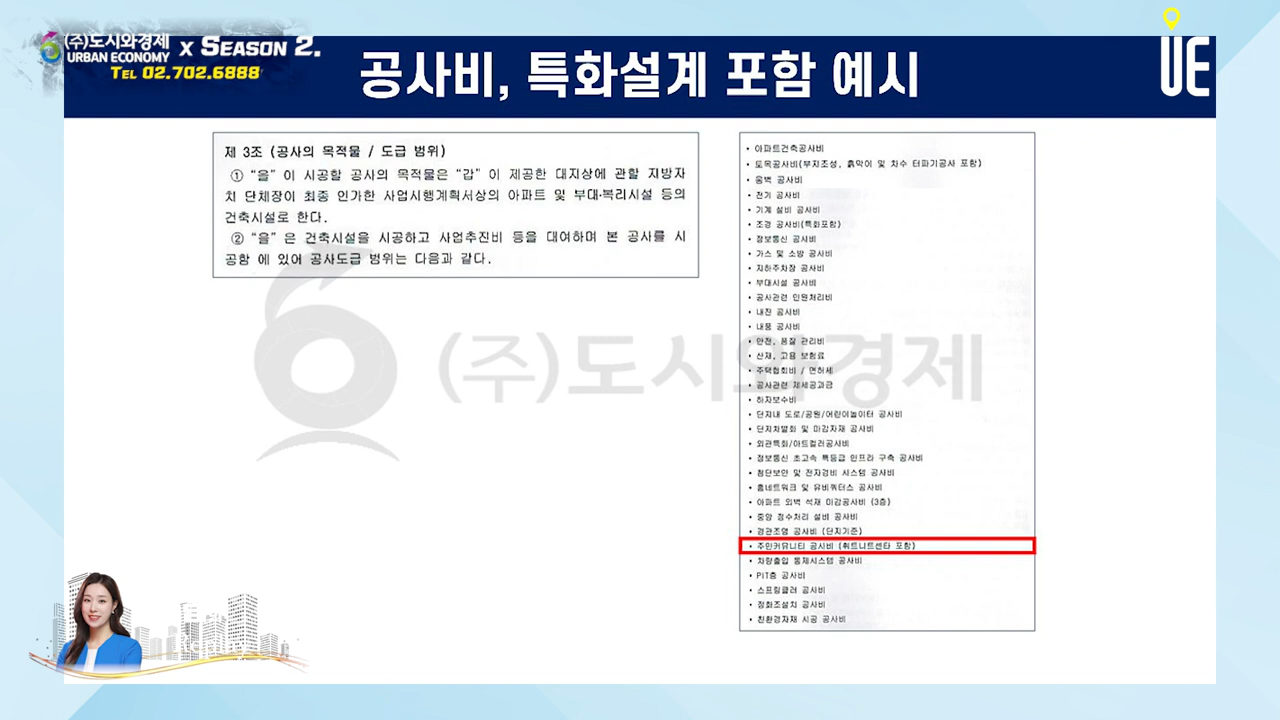 (주)도시와경제 x SEASON 2.
URBAN ECONOMY
TEL 02.702.6888
공사비, 특화설계 포함 예시
UE
제 3조 (공사의 목적물 / 도급 범위)
① “을” 이 시공할 공사의 목적물은 “갑” 이 제공한 대지상에 관할 지방자
치 단체장이 최종 인가한 사업시행계획서상의 아파트 및 부대·복리시설 등의
건축시설로 한다.
② “을” 은 건축시설을 시공하고 사업추진비 등을 대여하며 본 공사를 시
공함 에 있어 공사도급 범위는 다음과 같다.
• 아파트건축공사비
• 토목공사비(부지조성, 흙막이 및 차수 터파기공사 포함)
• 옹벽 공사비
• 전기 공사비
• 기계 설비 공사비
• 조경 공사비(특화포함)
• 정보통신 공사비
• 가스 및 소방 공사비
• 지하주차장 공사비
• 부대시설 공사비
• 공사관련 민원처리비
• 내진 공사비
• 내풍 공사비
• 안전, 품질 관리비
• 산재, 고용 보험료
• 주택협회비 / 면허세
• 공사관련 제세공과금
• 하자보수비
• 단지내 도로/공원/어린이놀이터 공사비
• 단지차별화 및 마감자재 공사비
• 외관특화/아트컬러공사비
• 정보통신 초고속 특등급 인프라 구축 공사비
• 첨단보안 및 전자경비 시스템 공사비
• 홈네트워크 및 유비쿼터스 공사비
• 아파트 외벽 석재 마감공사비 (3층)
• 중앙 정수처리 설비 공사비
• 경관조명 공사비 (단지기준)
• 주민커뮤니티 공사비 (휘트니트센타 포함)
• 차량출입 통제시스템 공사비
• PIT층 공사비
• 스프링클러 공사비
• 정화조설치 공사비
• 친환경자재 시공 공사비
(주)도시와경제